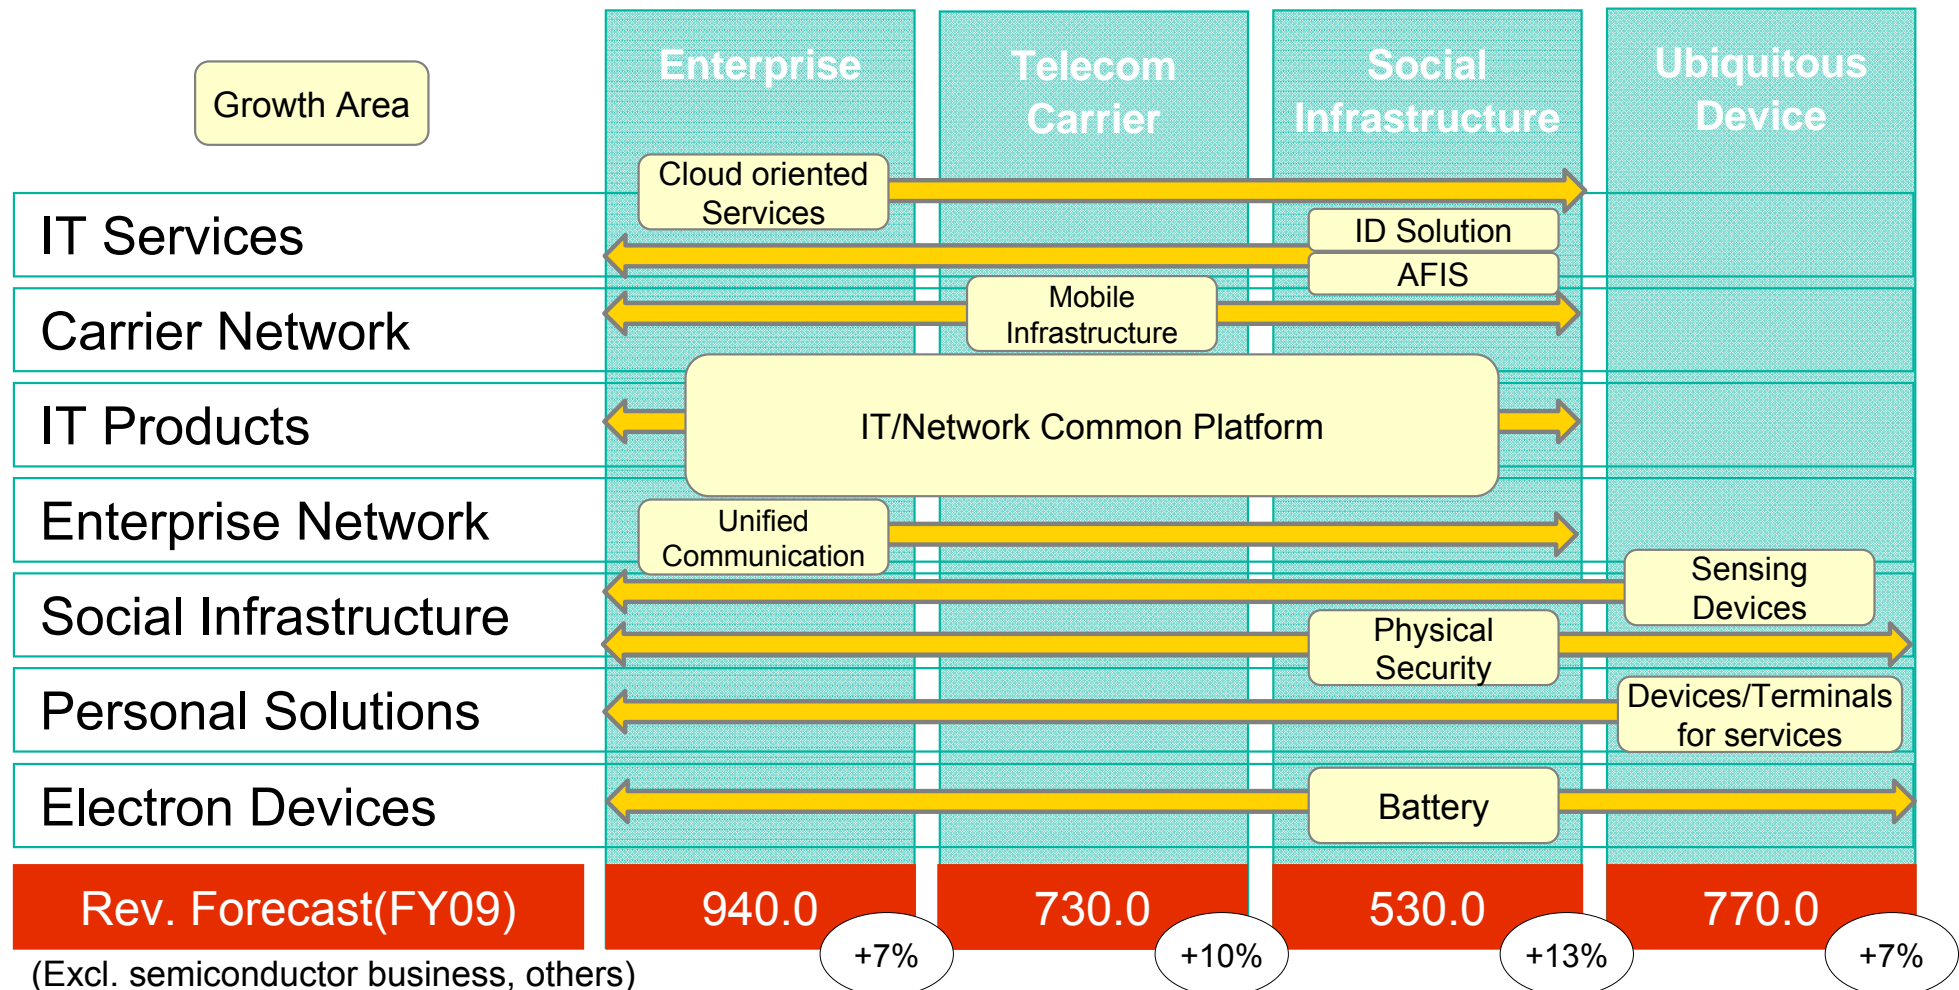 Growth Area
Enterprise
Telecom
Carrier
Social
Infrastructure
Ubiquitous
Device
IT Services
Cloud oriented
Services
ID Solution
AFIS
Carrier Network
Mobile
Infrastructure
IT Products
IT/Network Common Platform
Enterprise Network
Unified
Communication
Social Infrastructure
Sensing
Devices
Physical
Security
Personal Solutions
Devices/Terminals
for services
Electron Devices
Battery
Rev. Forecast(FY09)
940.0
730.0
530.0
770.0
+7%
+10%
+13%
+7%
(Excl. semiconductor business, others)